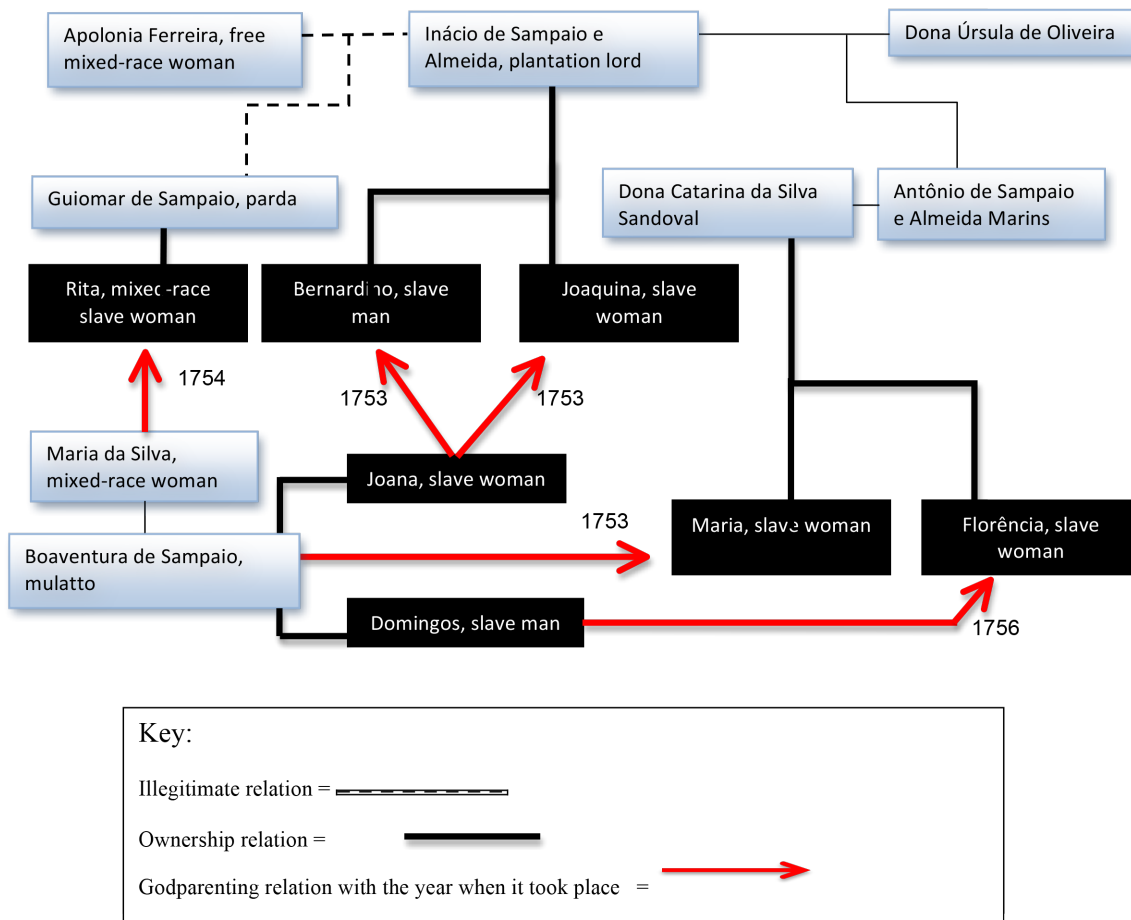 Apolonia Ferreira, free
mixed-race woman
Inácio de Sampaio e
Almeida, plantation lord
Dona Úrsula de Oliveira
Guiomar de Sampaio, parda
Dona Catarina da Silva
Sandoval
Antônio de Sampaio
e Almeida Marins
Rita, mixed-race
slave woman
Bernardino, slave
man
Joaquina, slave
woman
1754
1753
1753
Maria da Silva,
mixed-race woman
Joana, slave woman
1753
Maria, slave woman
Florência, slave
woman
Boaventura de Sampaio,
mulatto
Domingos, slave man
1756
Key:
Illegitimate relation =
Ownership relation =
Godparenting relation with the year when it took place =